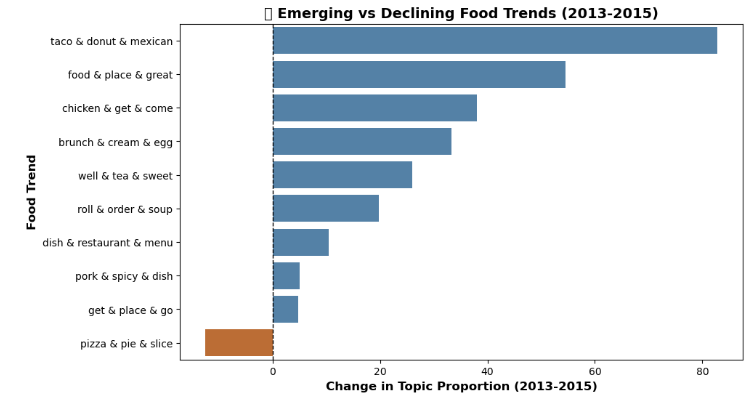 Emerging vs Declining Food Trends (2013-2015)
taco & donut & mexican
food & place & great
chicken & get & come
brunch & cream & egg
well & tea & sweet
roll & order & soup
dish & restaurant & menu
pork & spicy & dish
get & place & go
pizza & pie & slice
Food Trend
0 20 40 60 80
Change in Topic Proportion (2013-2015)